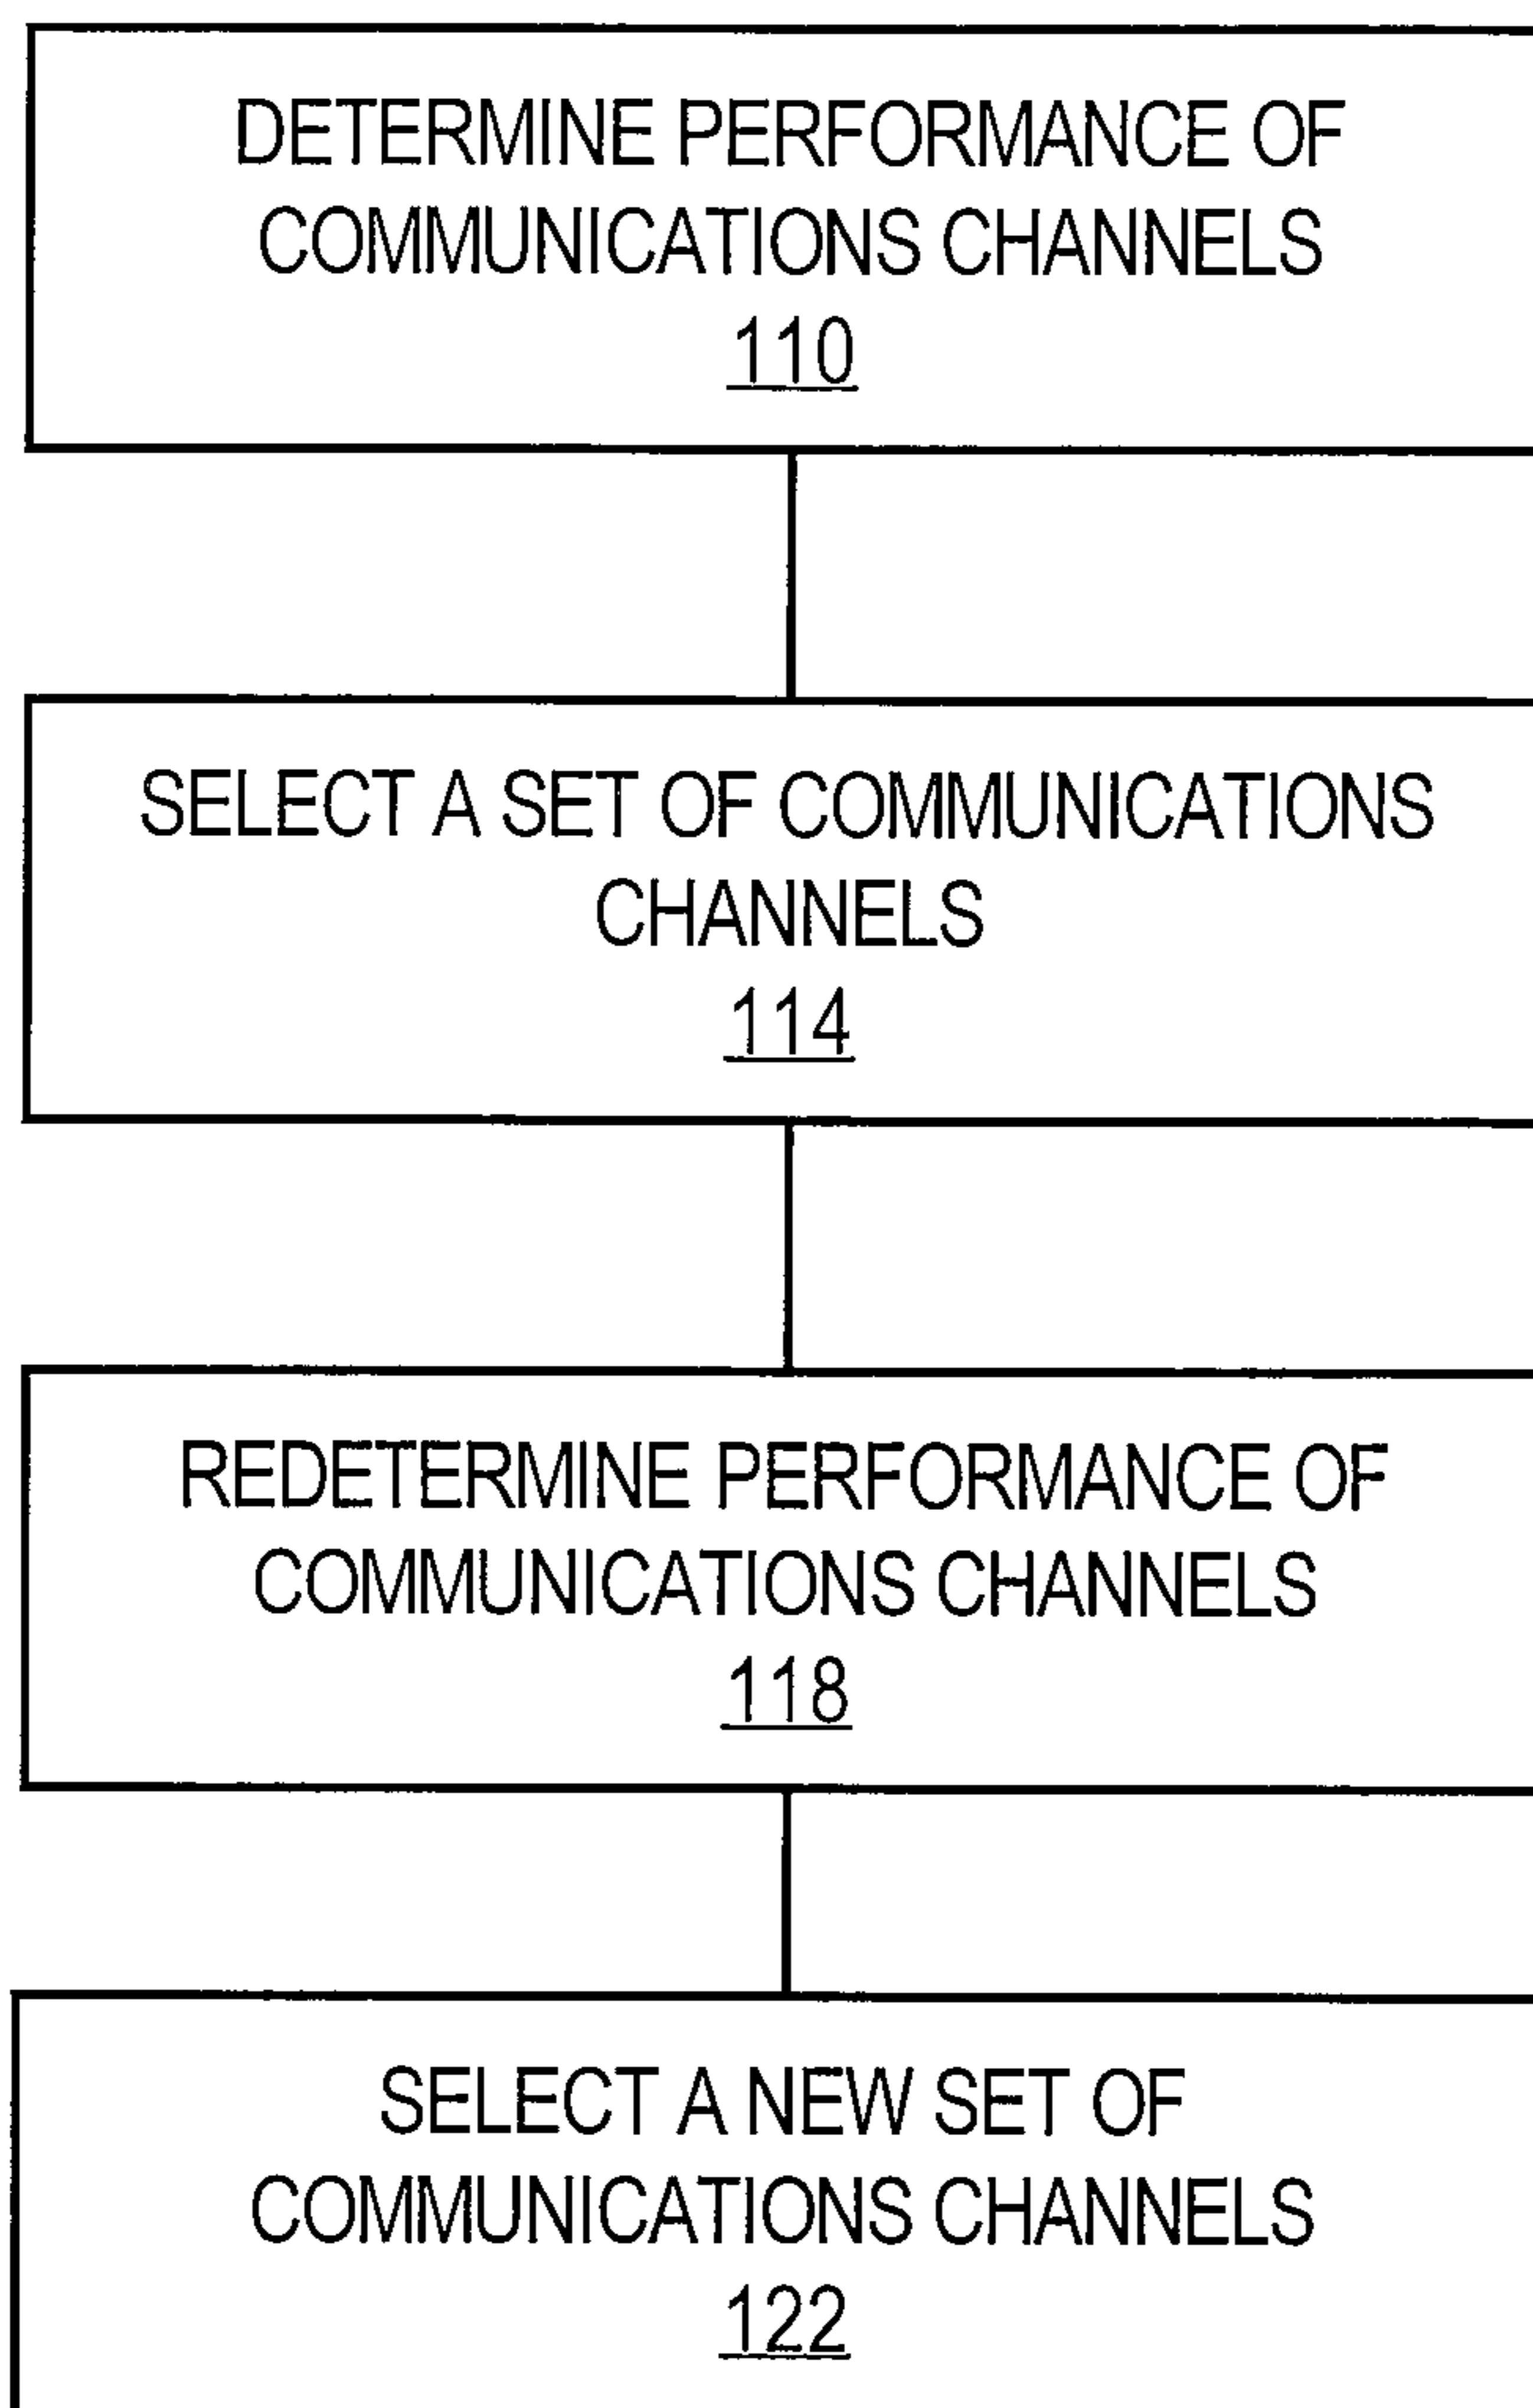 DETERMINE PERFORMANCE OF
COMMUNICATIONS CHANNELS
110
SELECT A SET OF COMMUNICATIONS
CHANNELS
114
REDETERMINE PERFORMANCE OF
COMMUNICATIONS CHANNELS
118
SELECT A NEW SET OF
COMMUNICATIONS CHANNELS
122